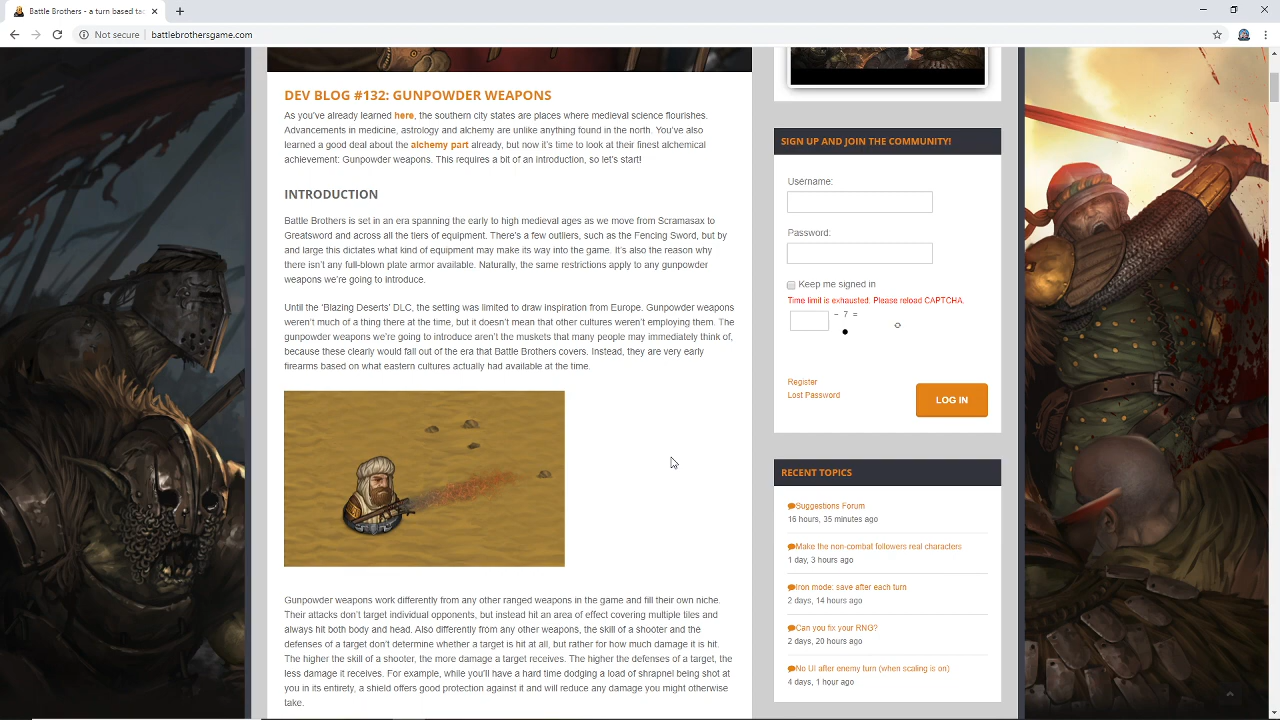 Battle Brothers - a turn based tac
Not secure
battlebrothersgame.com
DEV BLOG #132: GUNPOWDER WEAPONS
As you've already learned here, the southern city states are places where medieval science flourishes.
Advancements in medicine, astrology and alchemy are unlike anything found in the north. You've also
learned a good deal about the alchemy part already, but now it's time to look at their finest alchemical
achievement: Gunpowder weapons. This requires a bit of an introduction, so let's start!
INTRODUCTION
Battle Brothers is set in an era spanning the early to high medieval ages as we move from Scramasax to
Greatsword and across all the tiers of equipment. There's a few outliers, such as the Fencing Sword, but by
and large this dictates what kind of equipment may make its way into the game. It's also the reason why
there isn't any full-blown plate armor available. Naturally, the same restrictions apply to any gunpowder
weapons we're going to introduce.
Until the 'Blazing Deserts' DLC, the setting was limited to draw inspiration from Europe. Gunpowder weapons
weren't much of a thing there at the time, but it doesn't mean that other cultures weren't employing them. The
gunpowder weapons we're going to introduce aren't the muskets that many people may immediately think of,
because these clearly would fall out of the era that Battle Brothers covers. Instead, they are very early
firearms based on what eastern cultures actually had available at the time.
Gunpowder weapons work differently from any other ranged weapons in the game and fill their own niche.
Their attacks don't target individual opponents, but instead hit an area of effect covering multiple tiles and
always hit both body and head. Also differently from any other weapons, the skill of a shooter and the
defenses of a target don't determine whether a target is hit at all, but rather for how much damage it is hit.
The higher the skill of a shooter, the more damage a target receives. The higher the defenses of a target, the
less damage it receives. For example, while you'll have a hard time dodging a load of shrapnel being shot at
you in its entirety, a shield offers good protection against it and will reduce any damage you might otherwise
take.
SIGN UP AND JOIN THE COMMUNITY!
Username:
Password:
Keep me signed in
Time limit is exhausted. Please reload CAPTCHA.
− 7 =
Register
Lost Password
LOG IN
RECENT TOPICS
Suggestions Forum
16 hours, 35 minutes ago
Make the non-combat followers real characters
1 day, 3 hours ago
Iron mode: save after each turn
2 days, 14 hours ago
Can you fix your RNG?
2 days, 20 hours ago
No UI after enemy turn (when scaling is on)
4 days, 1 hour ago